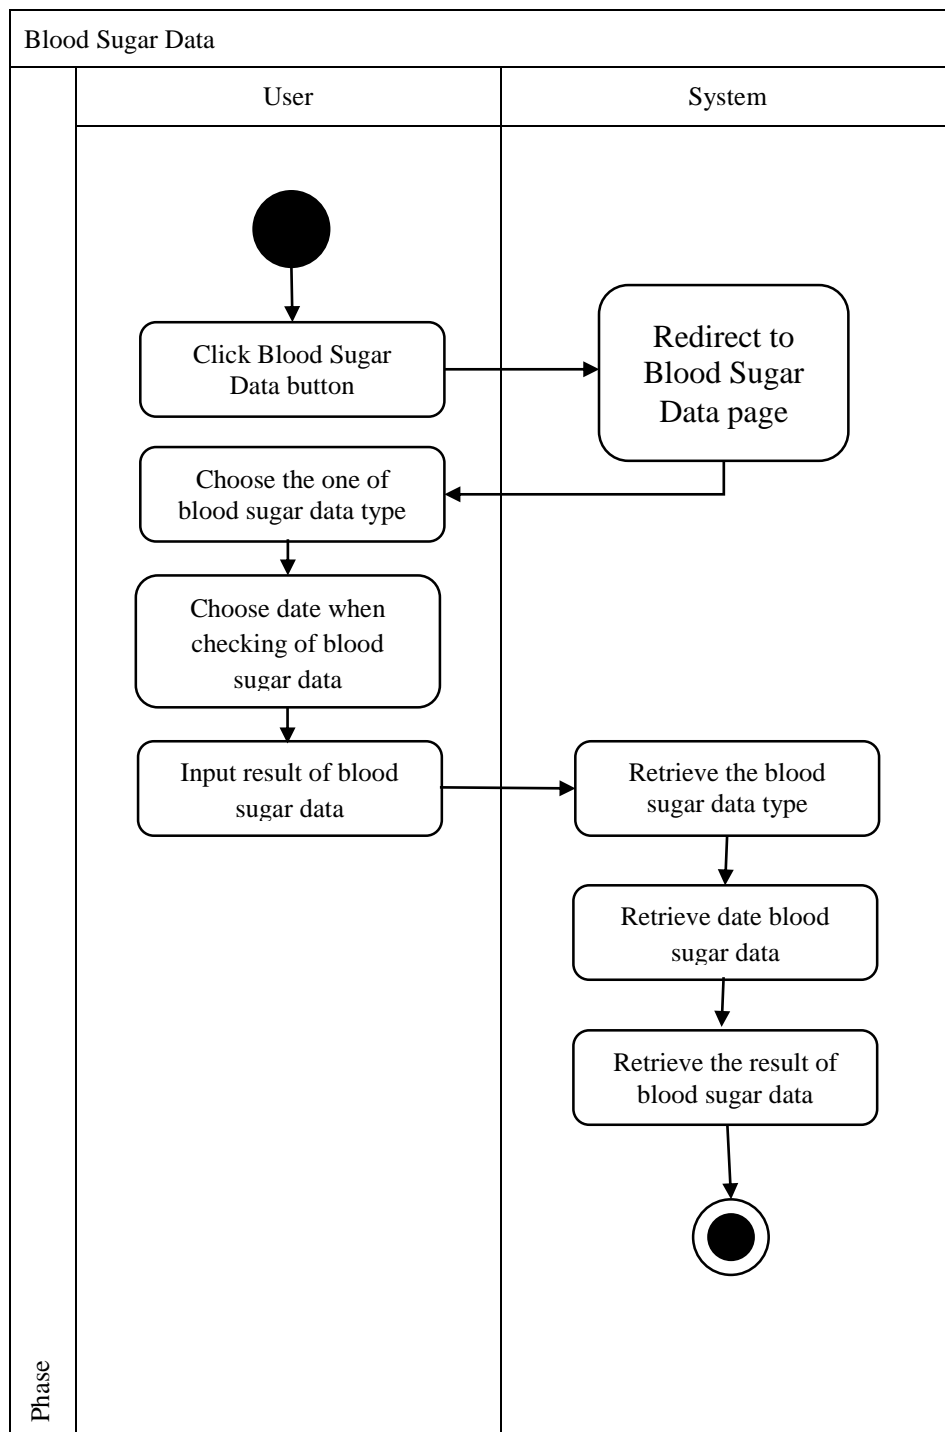 Blood Sugar Data
User
System
Click Blood Sugar
Data button
Redirect to
Blood Sugar
Data page
Choose the one of
blood sugar data type
Choose date when
checking of blood
sugar data
Input result of blood
sugar data
Retrieve the blood
sugar data type
Retrieve date blood
sugar data
Retrieve the result of
blood sugar data
Phase